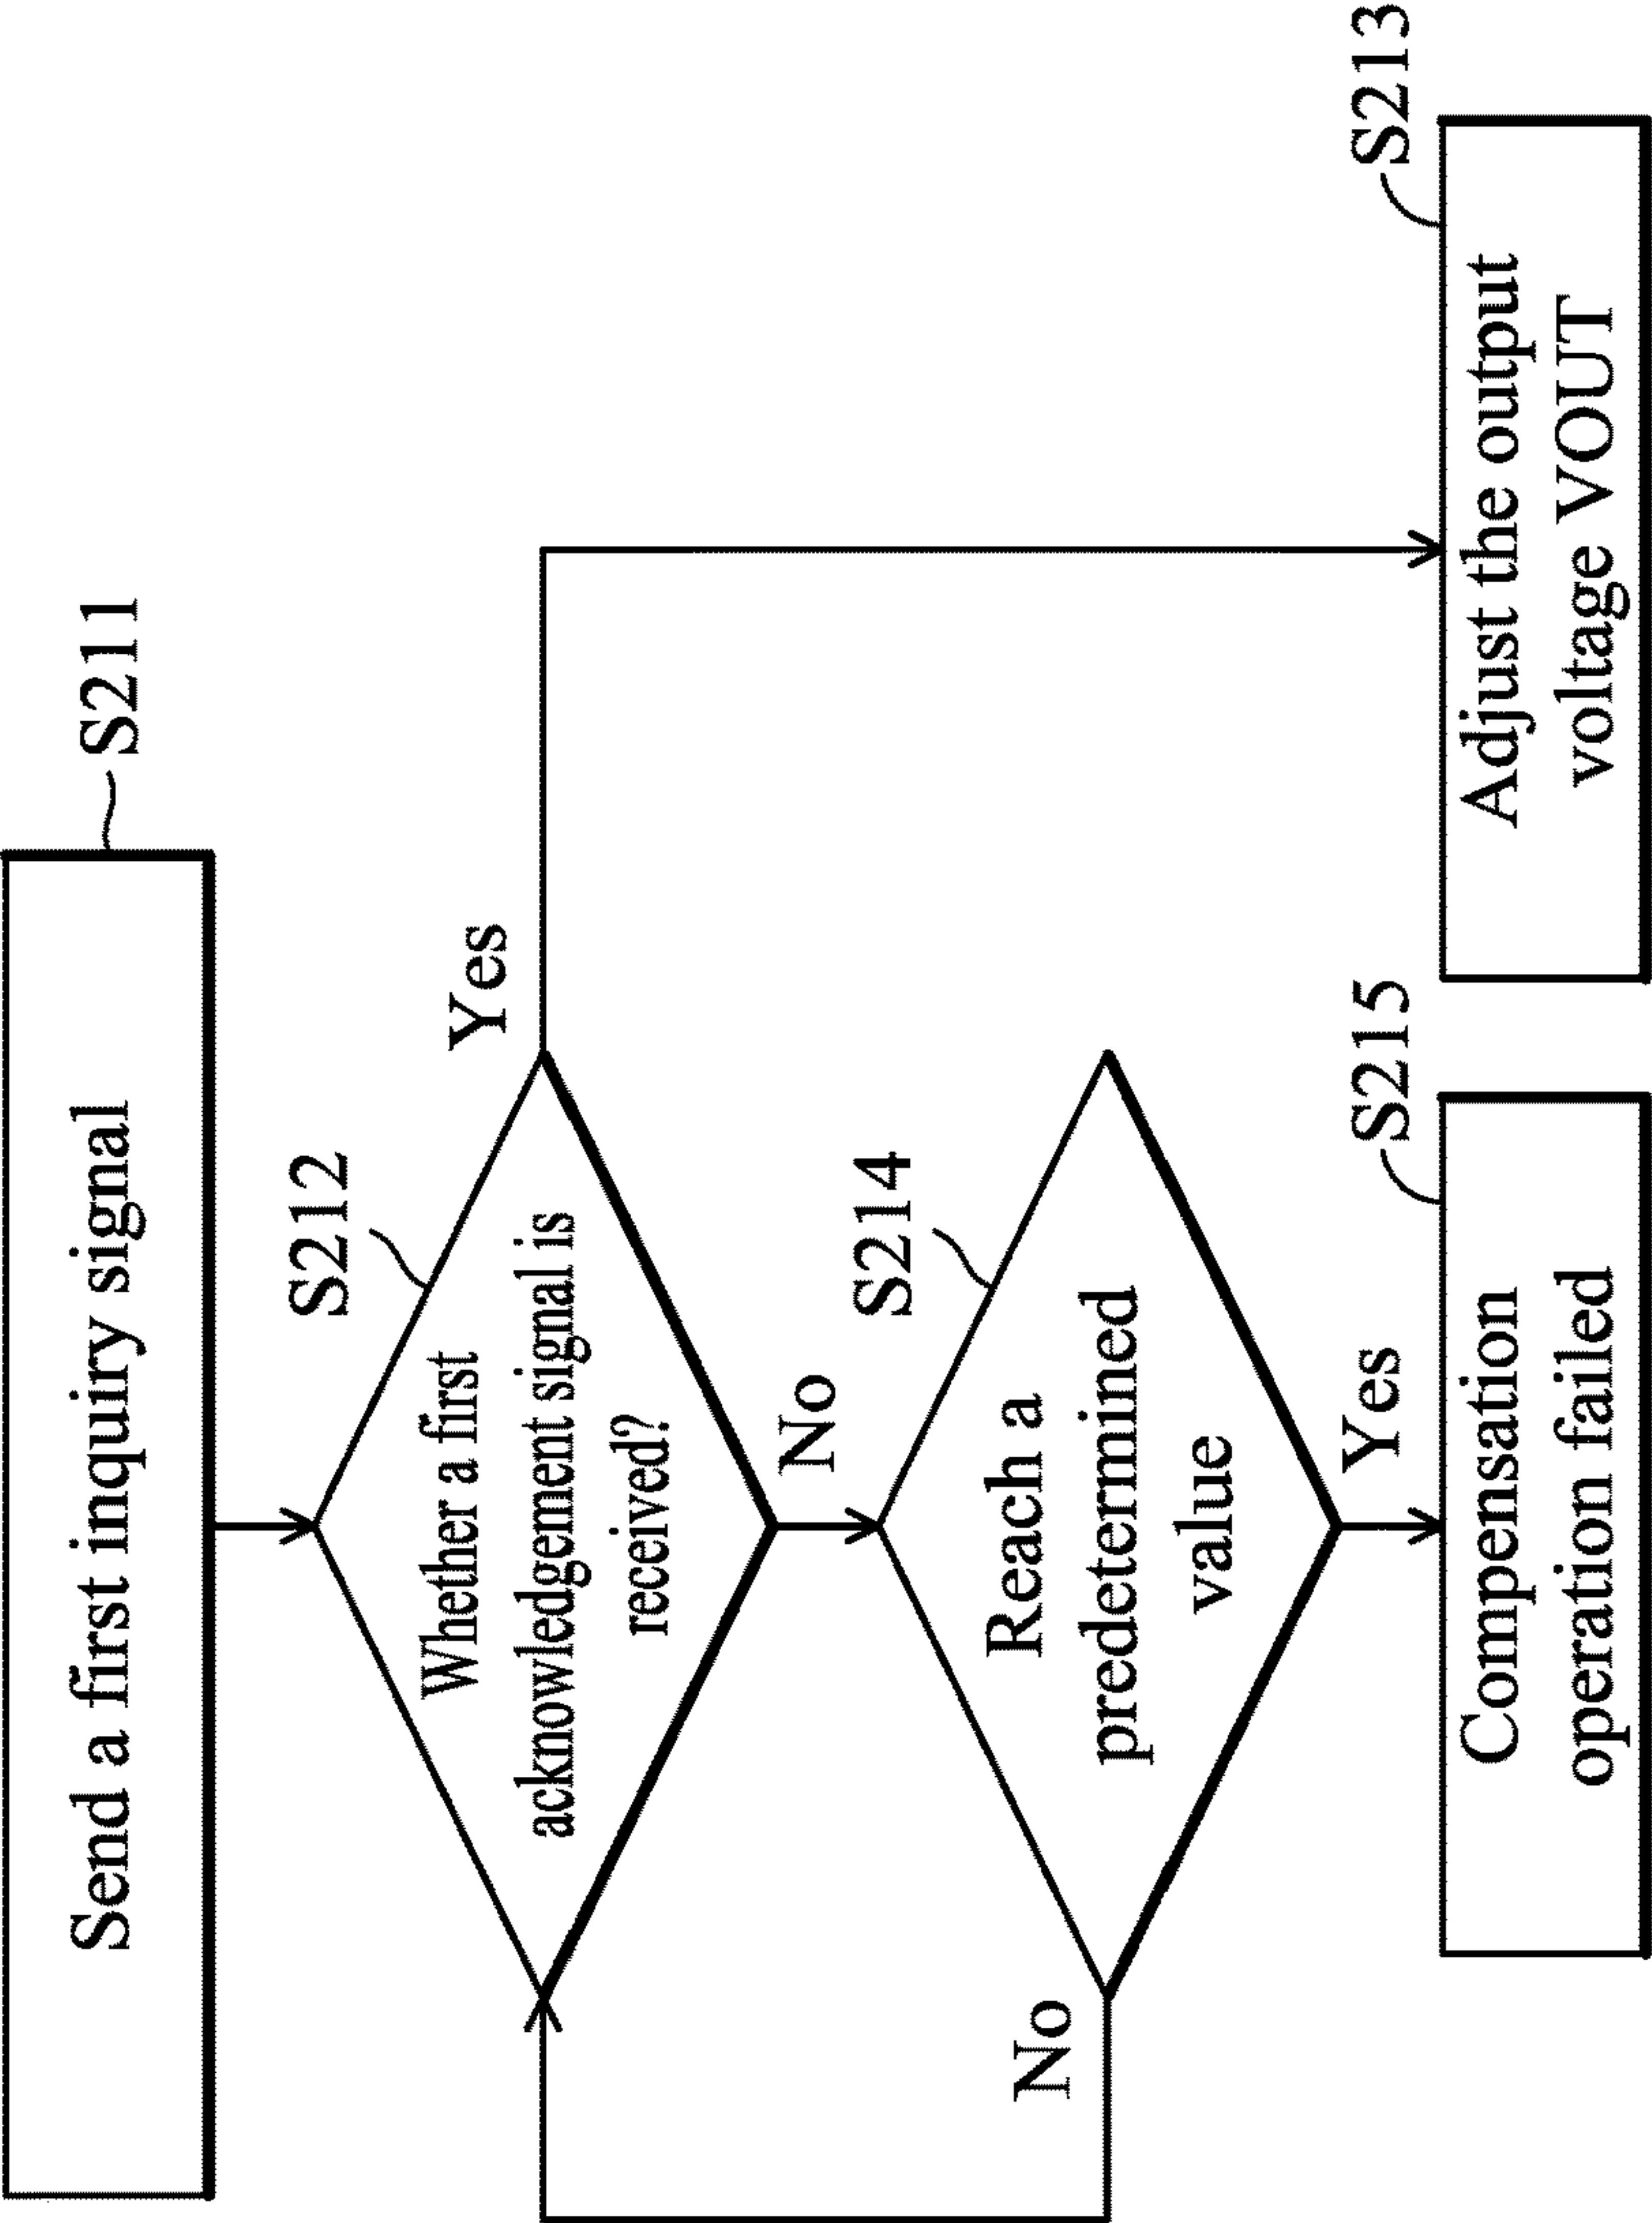 Send a first inquiry signal
S211
S212
Whether a first
acknowledgement signal is
received?
Yes
No
S214
Reach a
predetermined
value
No
Yes
S215
Compensation
operation failed
S213
Adjust the output
voltage VOUT